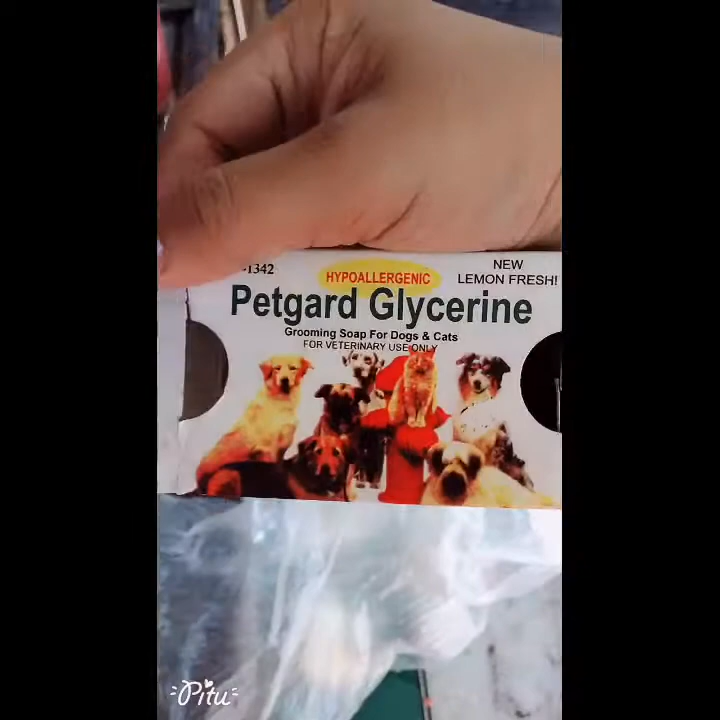 -1342
HYPOALLERGENIC
NEW
LEMON FRESH!
Petgard Glycerine
Grooming Soap For Dogs & Cats
FOR VETERINARY USE ONLY
Pitu